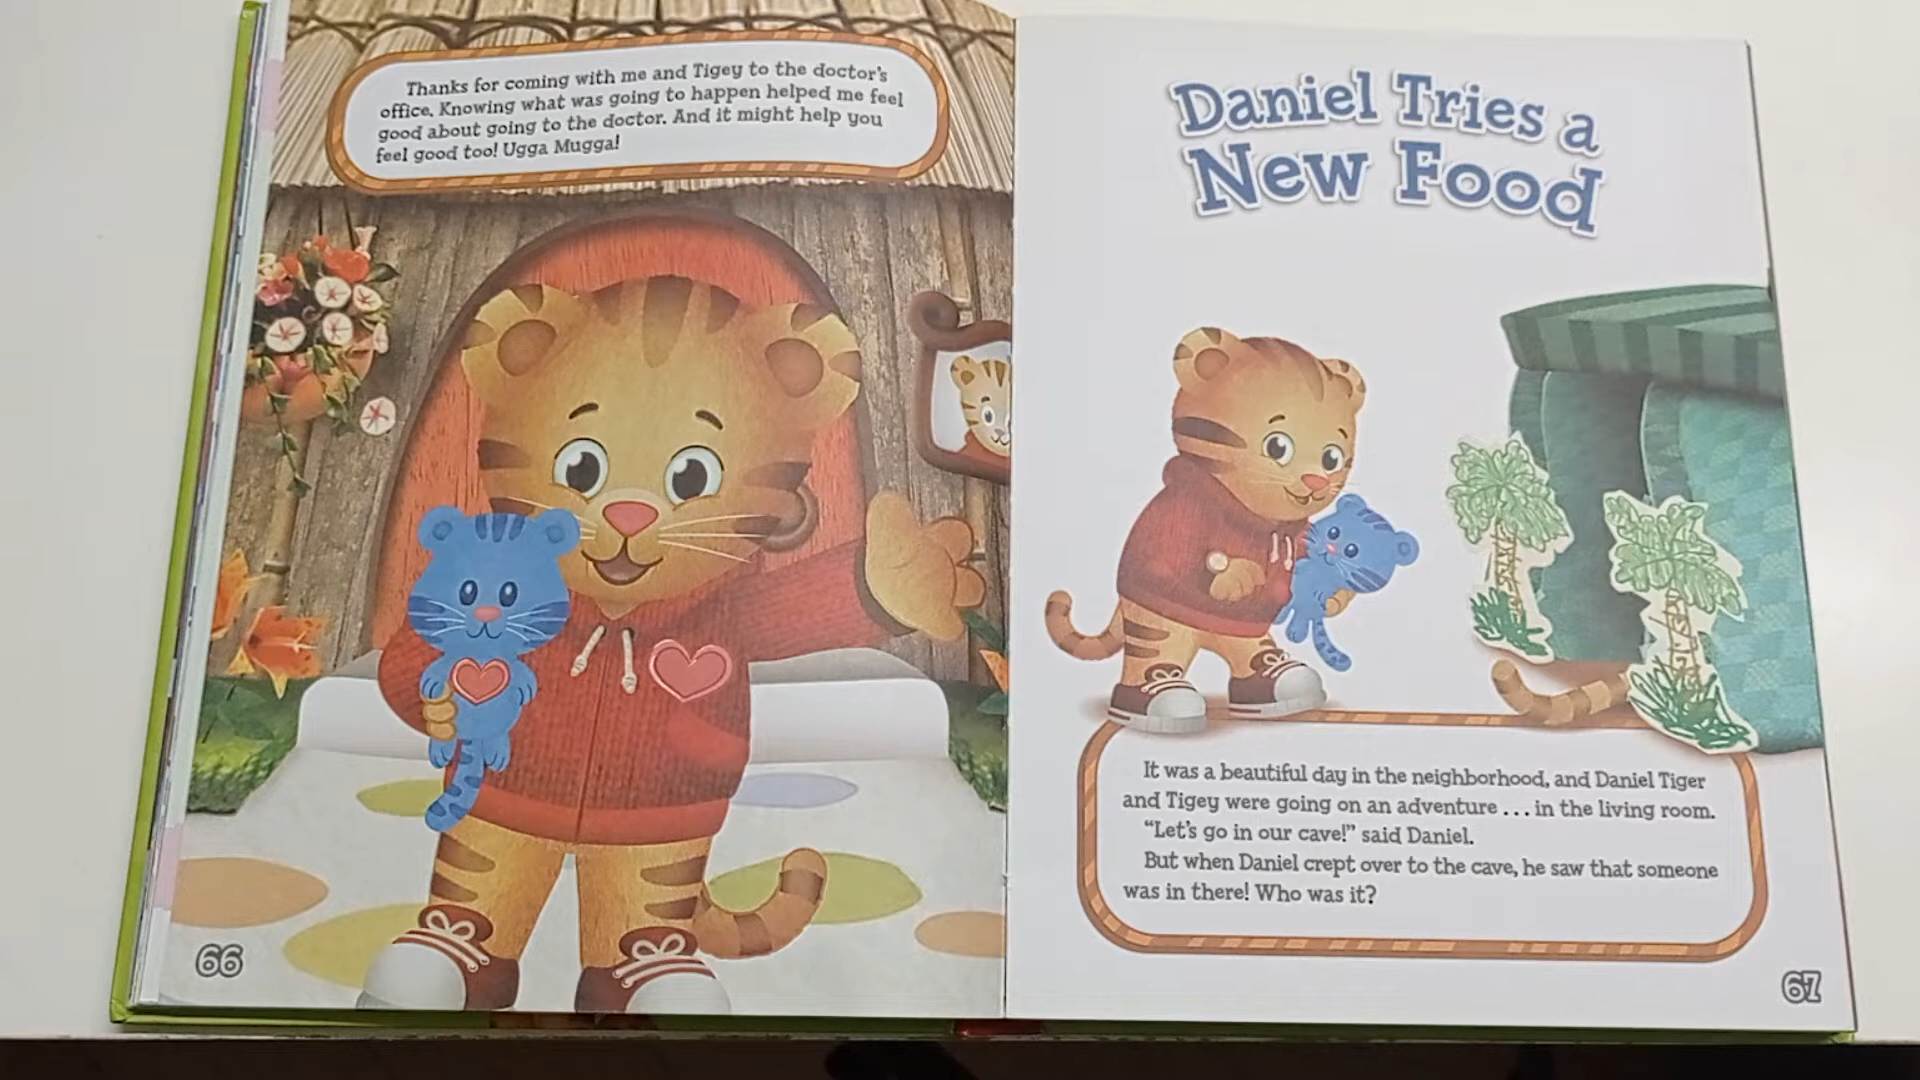 Thanks for coming with me and Tigey to the doctor's
office. Knowing what was going to happen helped me feel
good about going to the doctor. And it might help you
feel good too! Ugga Mugga!
66
Daniel Tries a
New Food
It was a beautiful day in the neighborhood, and Daniel Tiger
and Tigey were going on an adventure ... in the living room.
“Let's go in our cave!” said Daniel.
But when Daniel crept over to the cave, he saw that someone
was in there! Who was it?
67